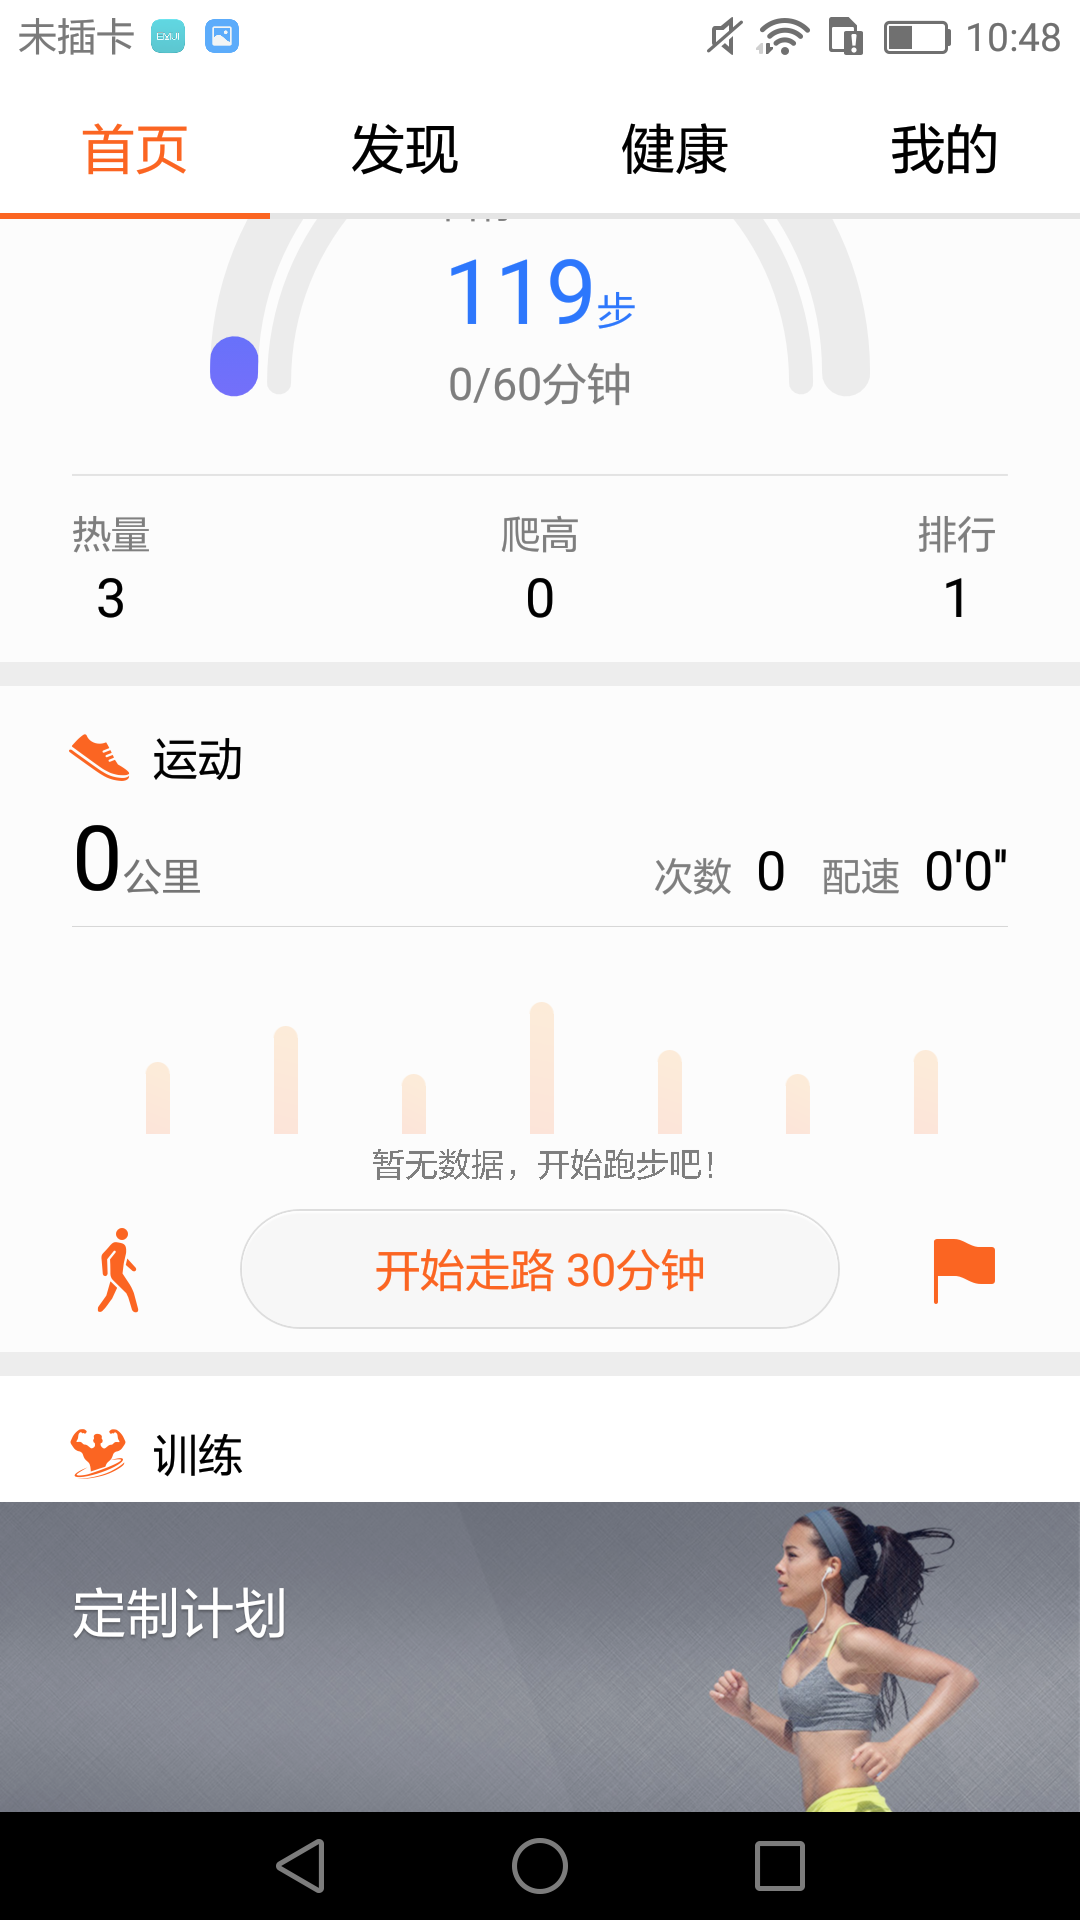 未插卡 EMUI 10:48
首页 发现 健康 我的
119步
0/60分钟
热量 爬高 排行
3 0 1
运动
0公里 次数 0 配速 0'0"
暂无数据，开始跑步吧！
开始走路 30分钟
训练
定制计划